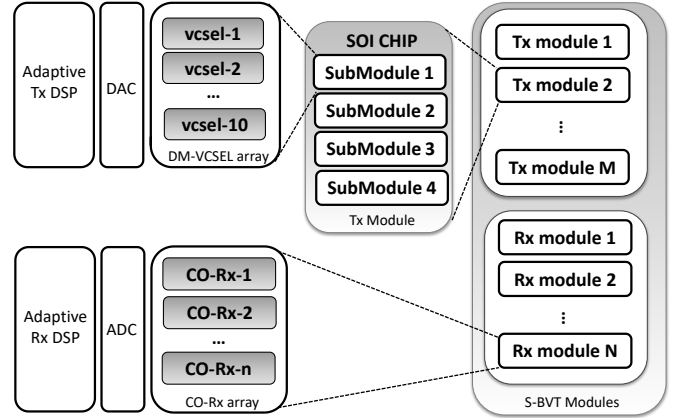 Adaptive
Tx DSP
DAC
vcsel-1
vcsel-2
...
vcsel-10
DM-VCSEL array
SOI CHIP
SubModule 1
SubModule 2
SubModule 3
SubModule 4
Tx Module
Tx module 1
Tx module 2
...
Tx module M
Adaptive
Rx DSP
ADC
CO-Rx-1
CO-Rx-2
...
CO-Rx-n
CO-Rx array
Rx module 1
Rx module 2
...
Rx module N
S-BVT Modules